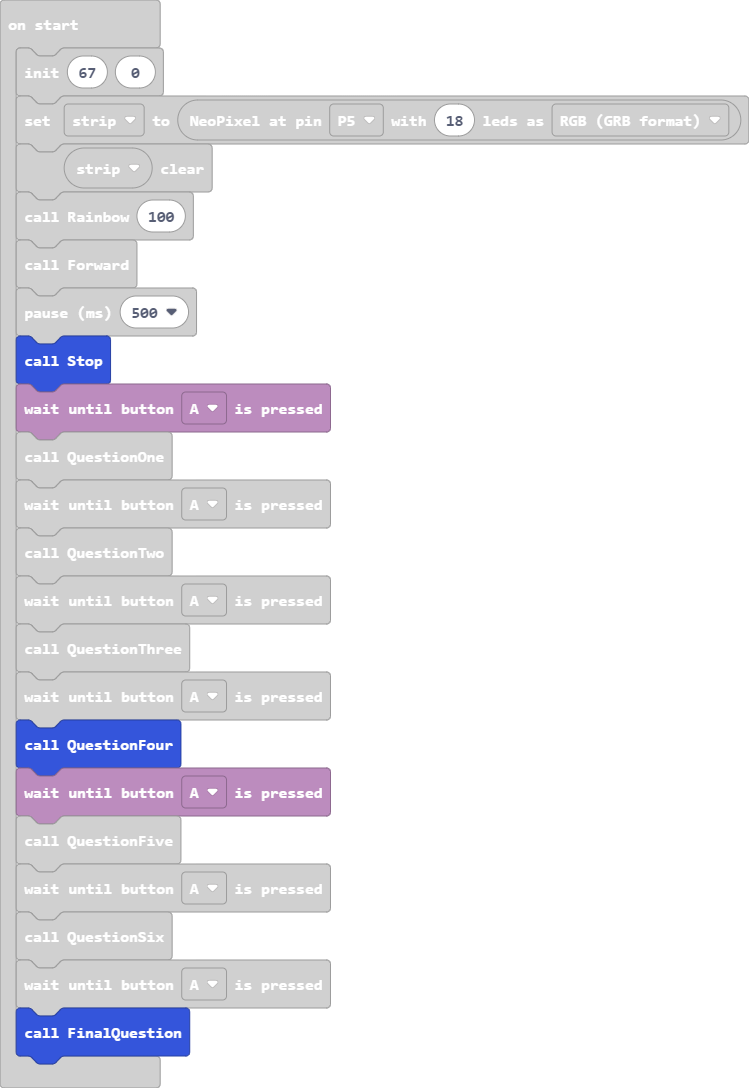 on start
init 67 0
set strip to NeoPixel at pin P5 with 18 leds as RGB (GRB format)
strip clear
call Rainbow 100
call Forward
pause (ms) 500
call Stop
wait until button A is pressed
call QuestionOne
wait until button A is pressed
call QuestionTwo
wait until button A is pressed
call QuestionThree
wait until button A is pressed
call QuestionFour
wait until button A is pressed
call QuestionFive
wait until button A is pressed
call QuestionSix
wait until button A is pressed
call FinalQuestion